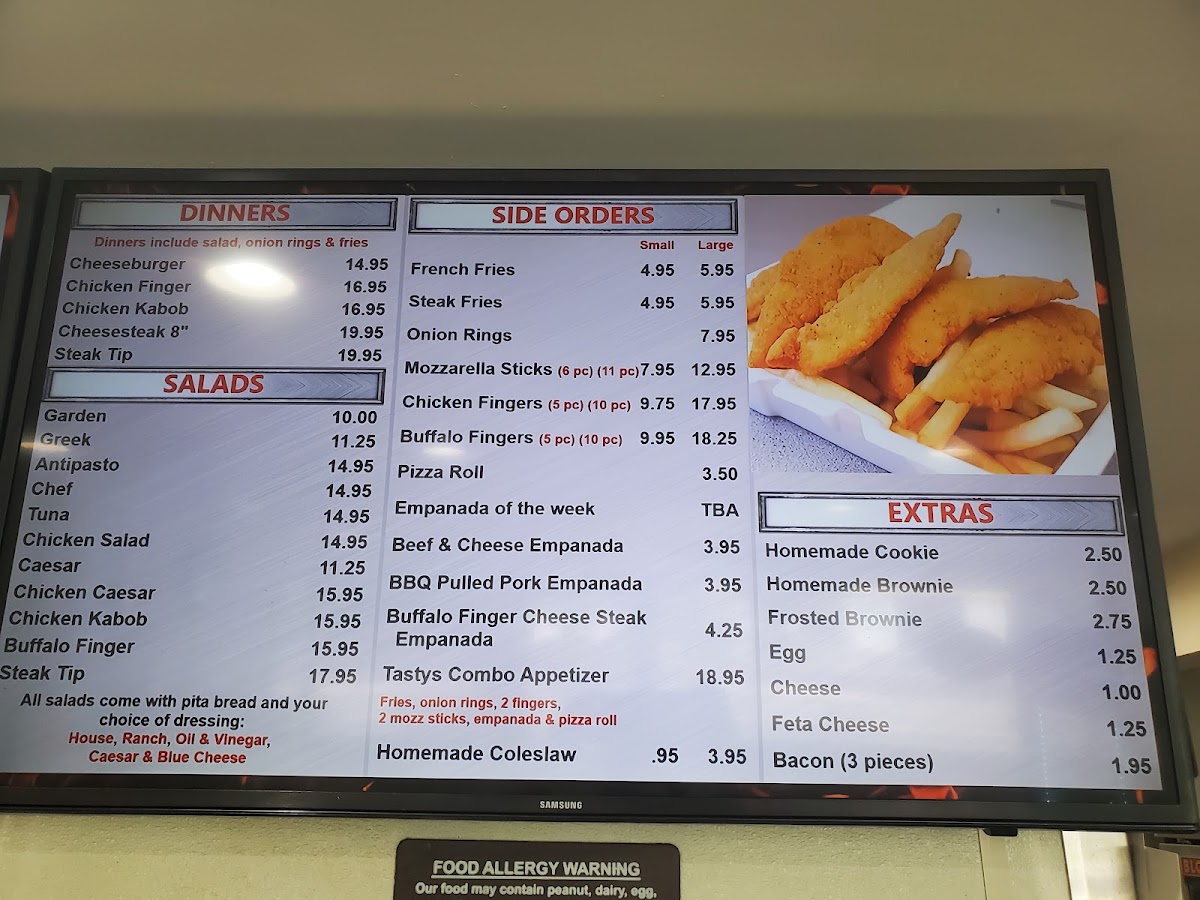 DINNERS
Dinners include salad, onion rings & fries
Cheeseburger 14.95
Chicken Finger 16.95
Chicken Kabob 16.95
Cheesesteak 8" 19.95
Steak Tip 19.95
SALADS
Garden 10.00
Greek 11.25
Antipasto 14.95
Chef 14.95
Tuna 14.95
Chicken Salad 14.95
Caesar 11.25
Chicken Caesar 15.95
Chicken Kabob 15.95
Buffalo Finger 15.95
Steak Tip 17.95
All salads come with pita bread and your
choice of dressing:
House, Ranch, Oil & Vinegar,
Caesar & Blue Cheese
SIDE ORDERS
Small Large
French Fries 4.95 5.95
Steak Fries 4.95 5.95
Onion Rings 7.95
Mozzarella Sticks (6 pc) (11 pc) 7.95 12.95
Chicken Fingers (5 pc) (10 pc) 9.75 17.95
Buffalo Fingers (5 pc) (10 pc) 9.95 18.25
Pizza Roll 3.50
Empanada of the week TBA
Beef & Cheese Empanada 3.95
BBQ Pulled Pork Empanada 3.95
Buffalo Finger Cheese Steak
Empanada 4.25
Tastys Combo Appetizer 18.95
Fries, onion rings, 2 fingers,
2 mozz sticks, empanada & pizza roll
Homemade Coleslaw .95 3.95
EXTRAS
Homemade Cookie 2.50
Homemade Brownie 2.50
Frosted Brownie 2.75
Egg 1.25
Cheese 1.00
Feta Cheese 1.25
Bacon (3 pieces) 1.95
SAMSUNG
FOOD ALLERGY WARNING
Our food may contain peanut, dairy, egg,